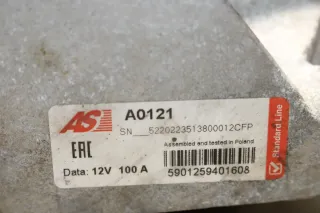 AS
A0121
SN 5220223513800012CFP
Assembled and tested in Poland
EAC
Data: 12V 100 A
5901259401608
Standard Line